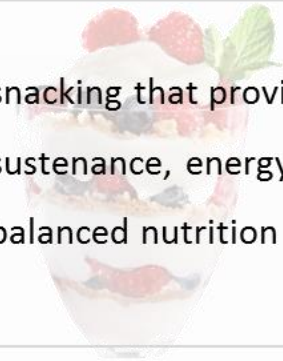 snacking that provi
sustenance, energy
balanced nutrition